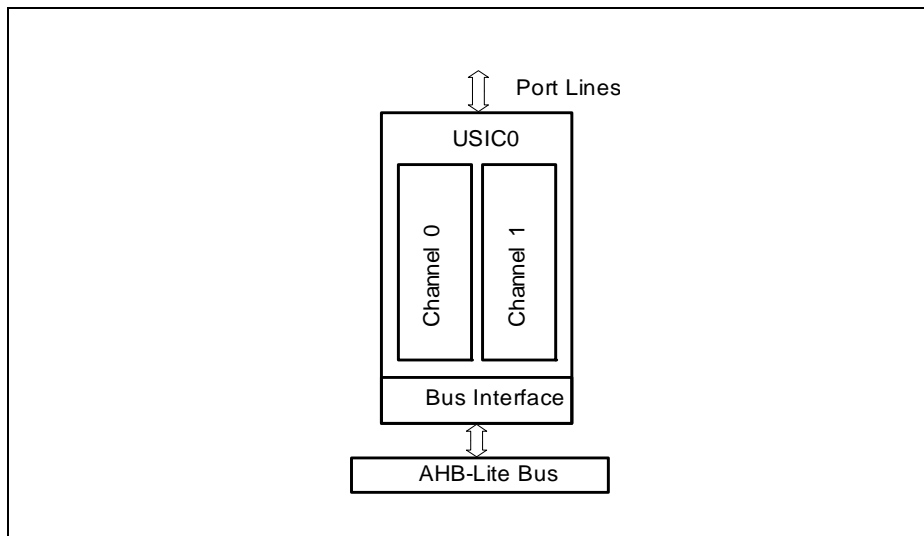 Port Lines
USIC0
Channel 0
Channel 1
Bus Interface
AHB-Lite Bus